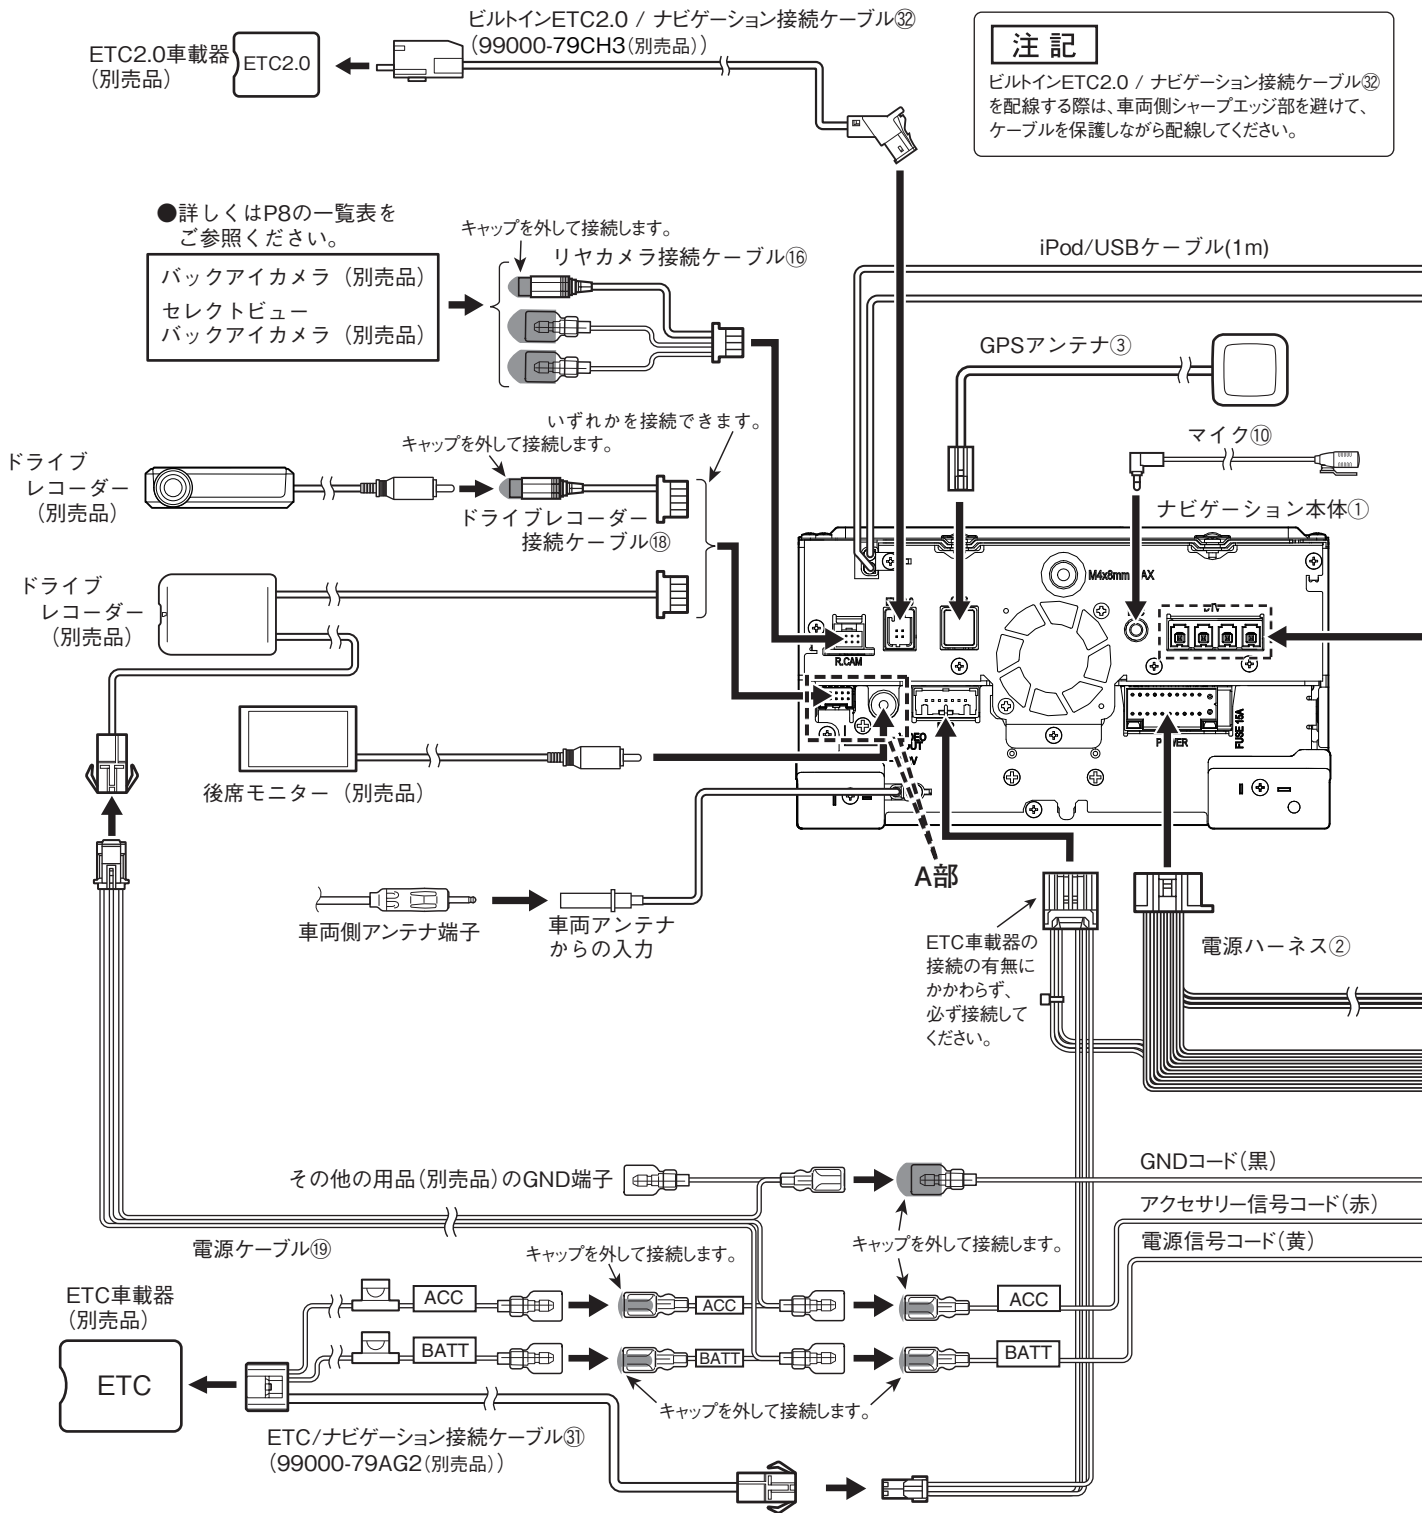 ビルトインETC2.0 / ナビゲーション接続ケーブル㉜
(99000-79CH3(別売品))
ETC2.0車載器
(別売品)
ETC2.0
注 記
ビルトインETC2.0 / ナビゲーション接続ケーブル㉜
を配線する際は、車両側シャープエッジ部を避けて、
ケーブルを保護しながら配線してください。
●詳しくはP8の一覧表を
ご参照ください。
バックアイカメラ（別売品）
セレクトビュー
バックアイカメラ（別売品）
キャップを外して接続します。
リヤカメラ接続ケーブル⑯
iPod/USBケーブル(1m)
GPSアンテナ③
マイク⑩
ナビゲーション本体①
いずれかを接続できます。
キャップを外して接続します。
ドライブ
レコーダー
(別売品)
ドライブレコーダー
接続ケーブル⑱
ドライブ
レコーダー
(別売品)
R.CAM
FUSE 15A
後席モニター（別売品）
A部
車両側アンテナ端子
車両アンテナ
からの入力
ETC車載器の
接続の有無に
かかわらず、
必ず接続して
ください。
電源ハーネス②
その他の用品(別売品)のGND端子
GNDコード(黒)
アクセサリー信号コード(赤)
電源信号コード(黄)
電源ケーブル⑲
キャップを外して接続します。
キャップを外して接続します。
ETC車載器
(別売品)
ETC
ACC
ACC
ACC
BATT
BATT
BATT
キャップを外して接続します。
ETC/ナビゲーション接続ケーブル㉛
(99000-79AG2(別売品))